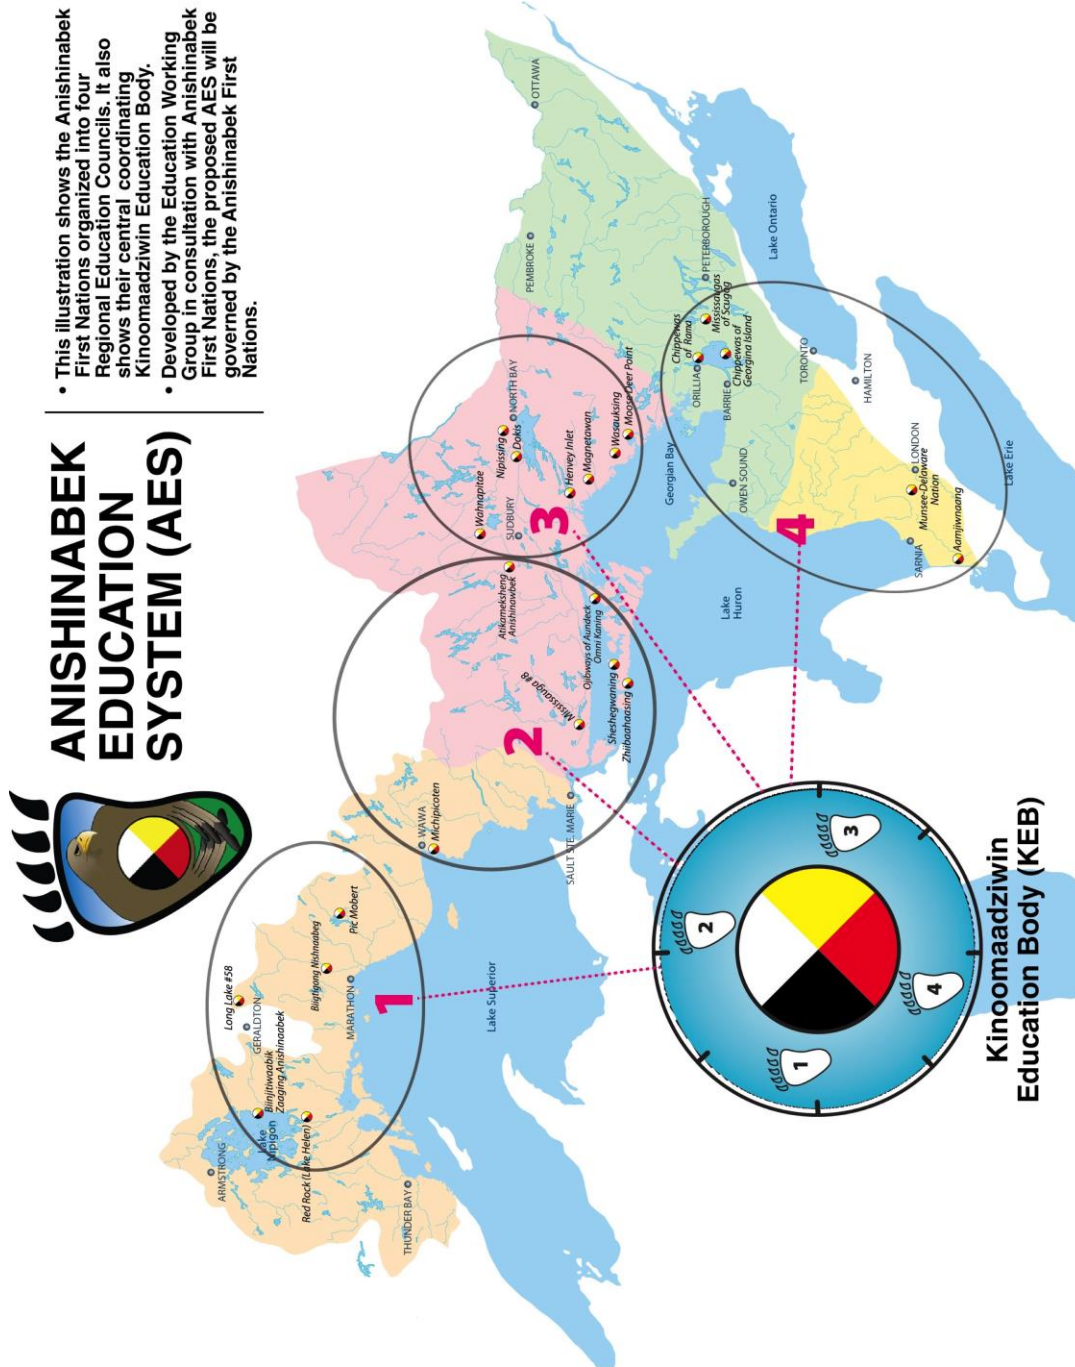 ANISHINABEK
EDUCATION
SYSTEM (AES)
• This illustration shows the Anishinabek
First Nations organized into four
Regional Education Councils. It also
shows their central coordinating
Kinoomaadziwin Education Body.
• Developed by the Education Working
Group in consultation with Anishinabek
First Nations, the proposed AES will be
governed by the Anishinabek First
Nations.
ARMSTRONG
Lake
Nipigon
Red Rock (Lake Helen)
THUNDER BAY
Long Lake #58
GERALDTON
Biinjitiwaabik
Zaaging Anishinaabek
Biigtigong Nishnaabeg
MARATHON
Pic Mobert
1
Lake Superior
WAWA
Michipicoten
SAULT STE. MARIE
2
Mississauga #8
Atikameksheng
Anishnawbek
Ojibways of Aundeck
Omni Kaning
Sheshegwaning
Zhiibaahaasing
Wahnapitae
SUDBURY
Nipissing
Dokis
NORTH BAY
3
Henvey Inlet
Magnetawan
Wasauksing
Moose Deer Point
PEMBROKE
OTTAWA
Georgian Bay
Lake
Huron
OWEN SOUND
Chippewas
of Rama
ORILLIA
BARRIE
Mississaugas
of Scugog
Chippewas of
Georgina Island
PETERBOROUGH
TORONTO
HAMILTON
Lake Ontario
4
LONDON
Munsee-Delaware
Nation
SARNIA
Aamjiwnaang
Lake Erie
1
2
3
4
Kinoomaadziwin
Education Body (KEB)